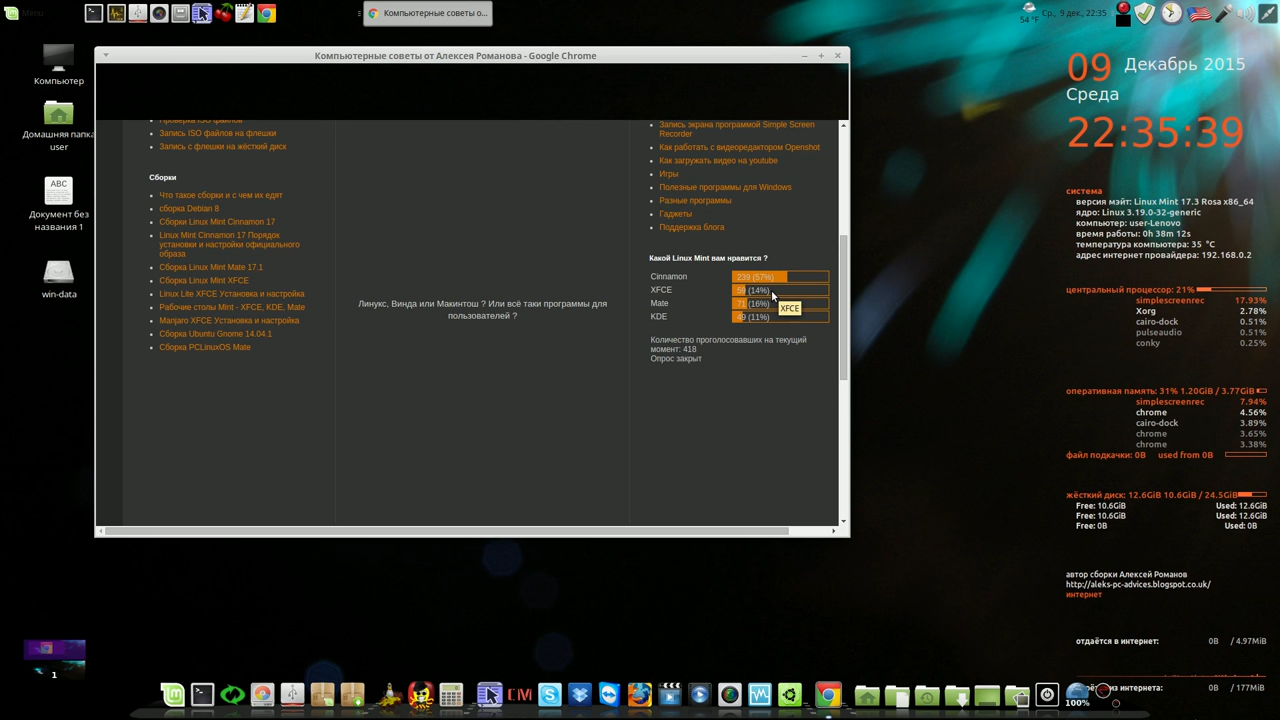 Menu
Компьютерные советы о...
54 °F
Ср., 9 дек., 22:35
Компьютер
Домашняя папка
user
ABC
Документ без
названия 1
win-data
1
Компьютерные советы от Алексея Романова - Google Chrome
Проверка ISO файлов
Запись ISO файлов на флешки
Запись с флешки на жёсткий диск
Сборки
Что такое сборки и с чем их едят
сборка Debian 8
Сборки Linux Mint Cinnamon 17
Linux Mint Cinnamon 17 Порядок
установки и настройки официального
образа
Сборка Linux Mint Mate 17.1
Сборка Linux Mint XFCE
Linux Lite XFCE Установка и настройка
Рабочие столы Mint - XFCE, KDE, Mate
Manjaro XFCE Установка и настройка
Сборка Ubuntu Gnome 14.04.1
Сборка PCLinuxOS Mate
Линукс, Винда или Макинтош ? Или всё таки программы для
пользователей ?
Запись экрана программой Simple Screen
Recorder
Как работать с видеоредактором Openshot
Как загружать видео на youtube
Игры
Полезные программы для Windows
Разные программы
Гаджеты
Поддержка блога
Какой Linux Mint вам нравится ?
Cinnamon 239 (57%)
XFCE 59 (14%)
Mate 71 (16%)
XFCE
KDE 49 (11%)
Количество проголосовавших на текущий
момент: 418
Опрос закрыт
09 Декабрь 2015
Среда
22:35:39
система
версия мэйт: Linux Mint 17.3 Rosa x86_64
ядро: Linux 3.19.0-32-generic
компьютер: user-Lenovo
время работы: 0h 38m 12s
температура компьютера: 35 °C
адрес интернет провайдера: 192.168.0.2
центральный процессор: 21%
simplescreenrec 17.93%
Xorg 2.78%
cairo-dock 0.51%
pulseaudio 0.51%
conky 0.25%
оперативная память: 31% 1.20GiB / 3.77GiB
simplescreenrec 7.94%
chrome 4.56%
cairo-dock 3.89%
chrome 3.65%
chrome 3.38%
файл подкачки: 0B used from 0B
жёсткий диск: 12.6GiB 10.6GiB / 24.5GiB
Free: 10.6GiB Used: 12.6GiB
Free: 10.6GiB Used: 12.6GiB
Free: 0B Used: 0B
автор сборки Алексей Романов
http://aleks-pc-advices.blogspot.co.uk/
интернет
отдаётся в интернет: 0B / 4.97MiB
интернета: 0B / 177MiB
CM
100%